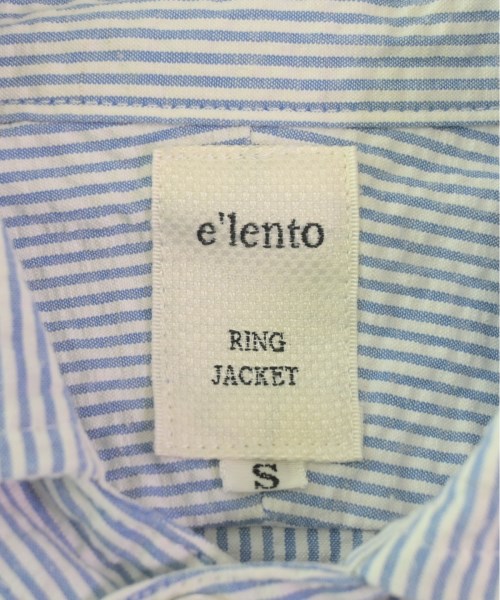 e'lento
RING
JACKET
S